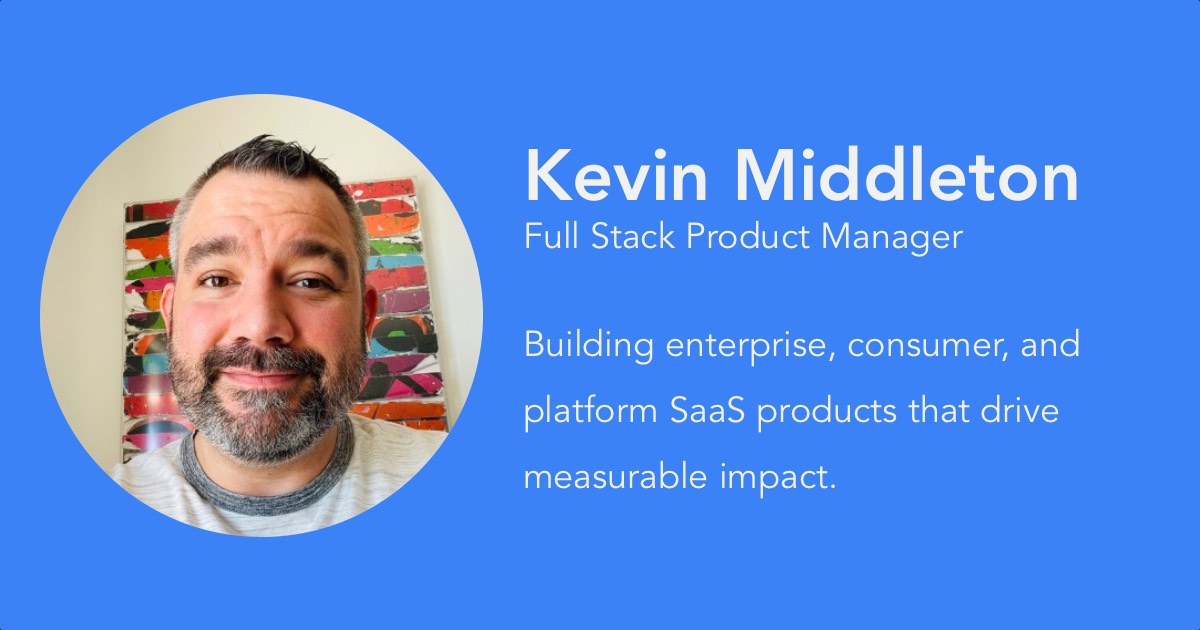 Kevin Middleton
Full Stack Product Manager
Building enterprise, consumer, and
platform SaaS products that drive
measurable impact.